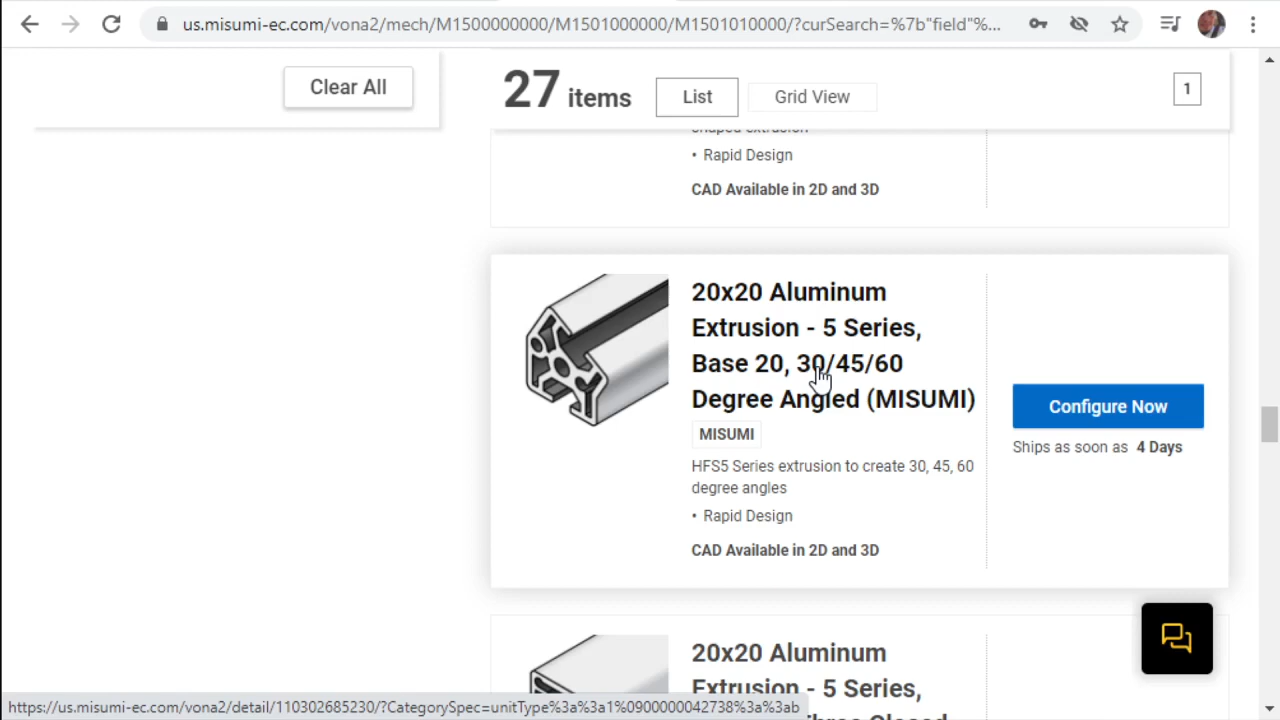 us.misumi-ec.com/vona2/mech/M1500000000/M1501000000/M1501010000/?curSearch=%7b"field"%...
Clear All
27 items
List
Grid View
1
shaped extrusion
• Rapid Design
CAD Available in 2D and 3D
20x20 Aluminum
Extrusion - 5 Series,
Base 20, 30/45/60
Degree Angled (MISUMI)
MISUMI
HFS5 Series extrusion to create 30, 45, 60
degree angles
• Rapid Design
CAD Available in 2D and 3D
Configure Now
Ships as soon as 4 Days
20x20 Aluminum
Extrusion - 5 Series,
Closed
https://us.misumi-ec.com/vona2/detail/110302685230/?CategorySpec=unitType%3a%3a1%0900000042738%3a%3ab